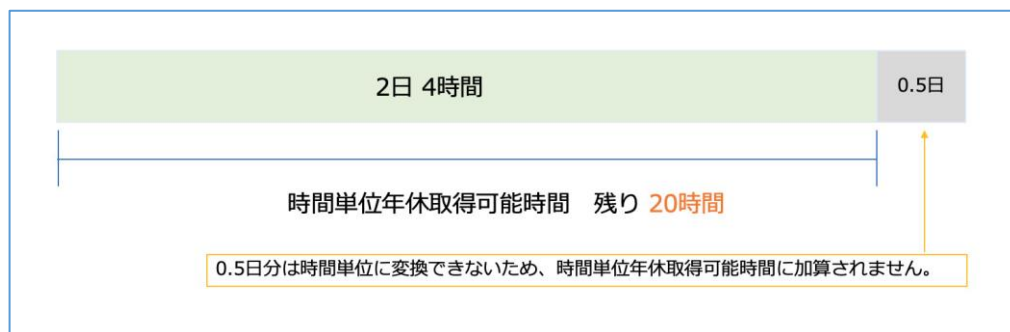 2日 4時間
0.5日
時間単位年休取得可能時間　残り 20時間
0.5日分は時間単位に変換できないため、時間単位年休取得可能時間に加算されません。